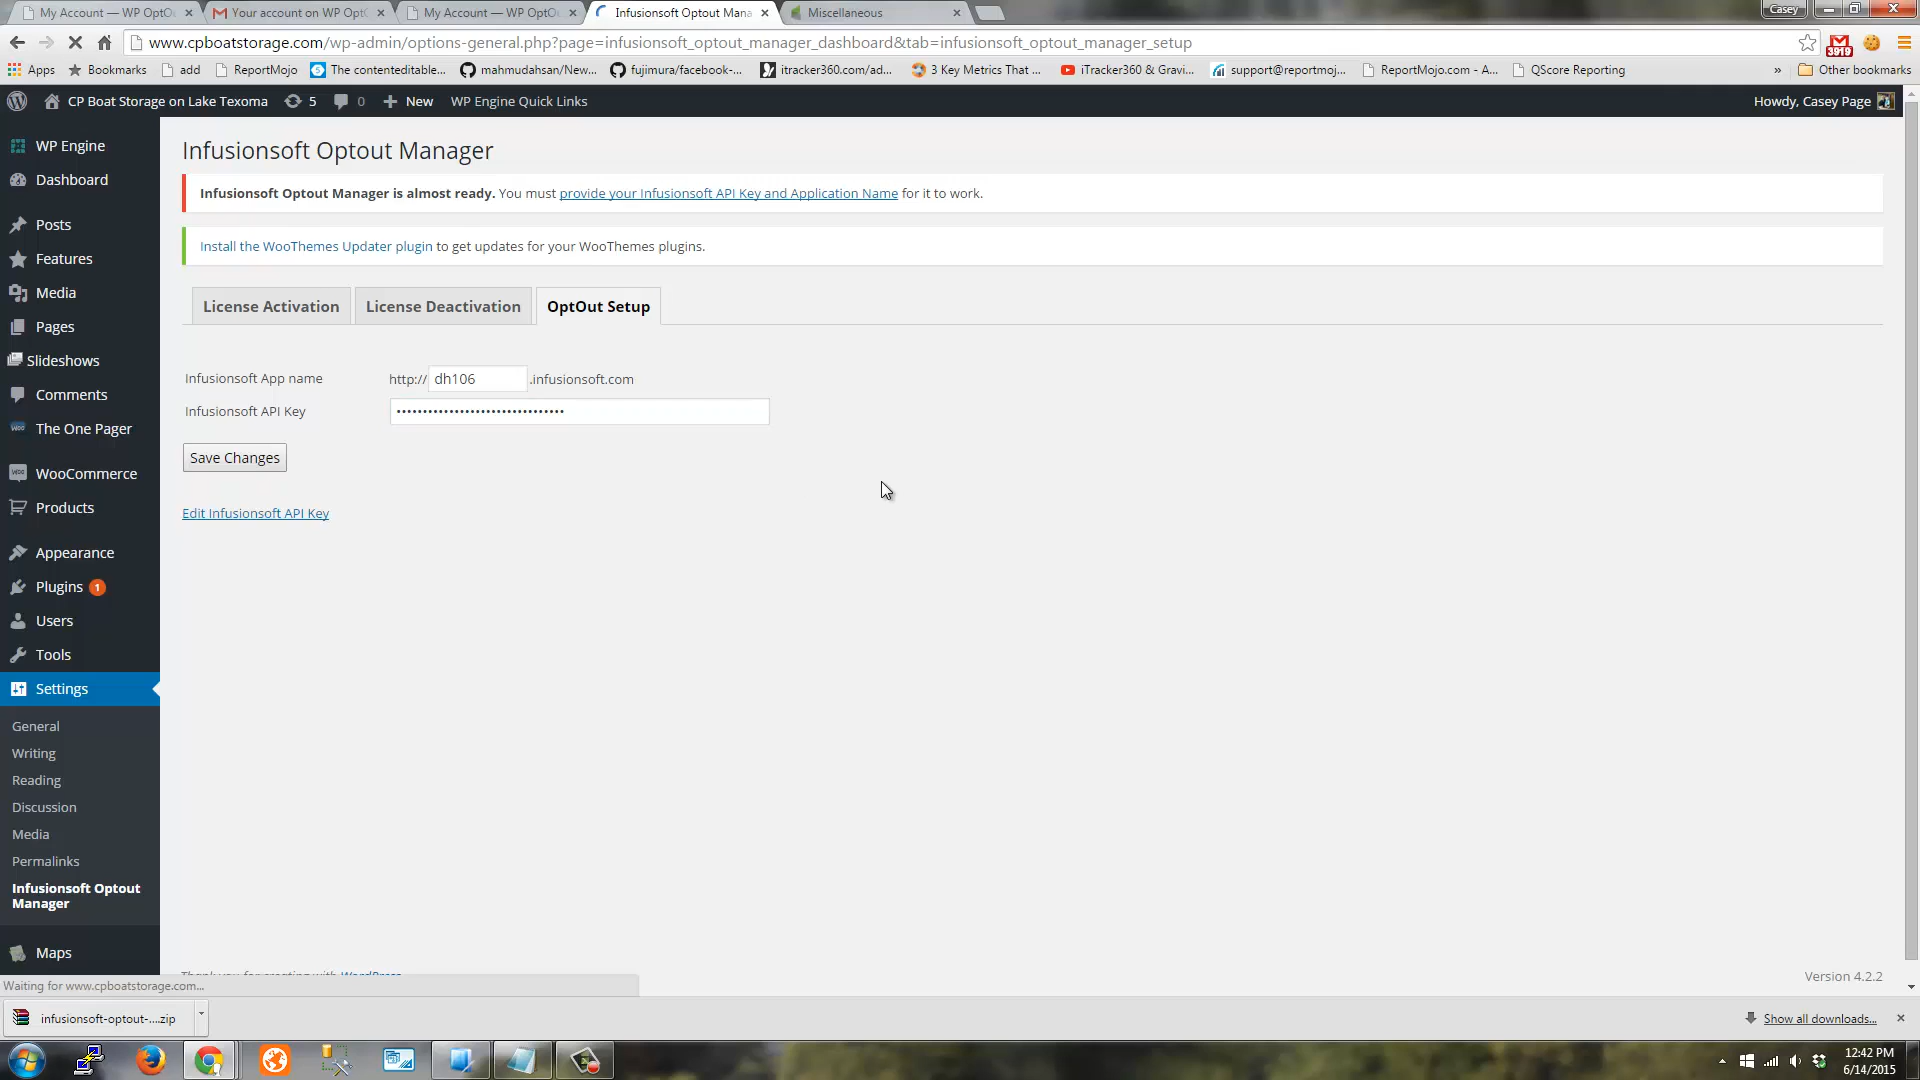 My Account — WP OptO
Your account on WP Opt
My Account — WP OptO
Infusionsoft Optout Mana
Miscellaneous
Casey
www.cpboatstorage.com/wp-admin/options-general.php?page=infusionsoft_optout_manager_dashboard&tab=infusionsoft_optout_manager_setup
3919
Apps
Bookmarks
add
ReportMojo
The contenteditable...
mahmudahsan/New...
fujimura/facebook-...
itracker360.com/ad...
3 Key Metrics That ...
iTracker360 & Gravi...
support@reportmoj...
ReportMojo.com - A...
QScore Reporting
»
Other bookmarks
CP Boat Storage on Lake Texoma
5
0
New
WP Engine Quick Links
Howdy, Casey Page
WP Engine
Dashboard
Posts
Features
Media
Pages
Slideshows
Comments
The One Pager
WooCommerce
Products
Appearance
Plugins 1
Users
Tools
Settings
General
Writing
Reading
Discussion
Media
Permalinks
Infusionsoft Optout
Manager
Maps
Infusionsoft Optout Manager
Infusionsoft Optout Manager is almost ready. You must provide your Infusionsoft API Key and Application Name for it to work.
Install the WooThemes Updater plugin to get updates for your WooThemes plugins.
License Activation
License Deactivation
OptOut Setup
Infusionsoft App name
http:// dh106 .infusionsoft.com
Infusionsoft API Key
••••••••••••••••••••••••••••••••
Save Changes
Edit Infusionsoft API Key
Thank you for creating with WordPress
Version 4.2.2
Waiting for www.cpboatstorage.com...
infusionsoft-optout-....zip
Show all downloads...
12:42 PM
6/14/2015